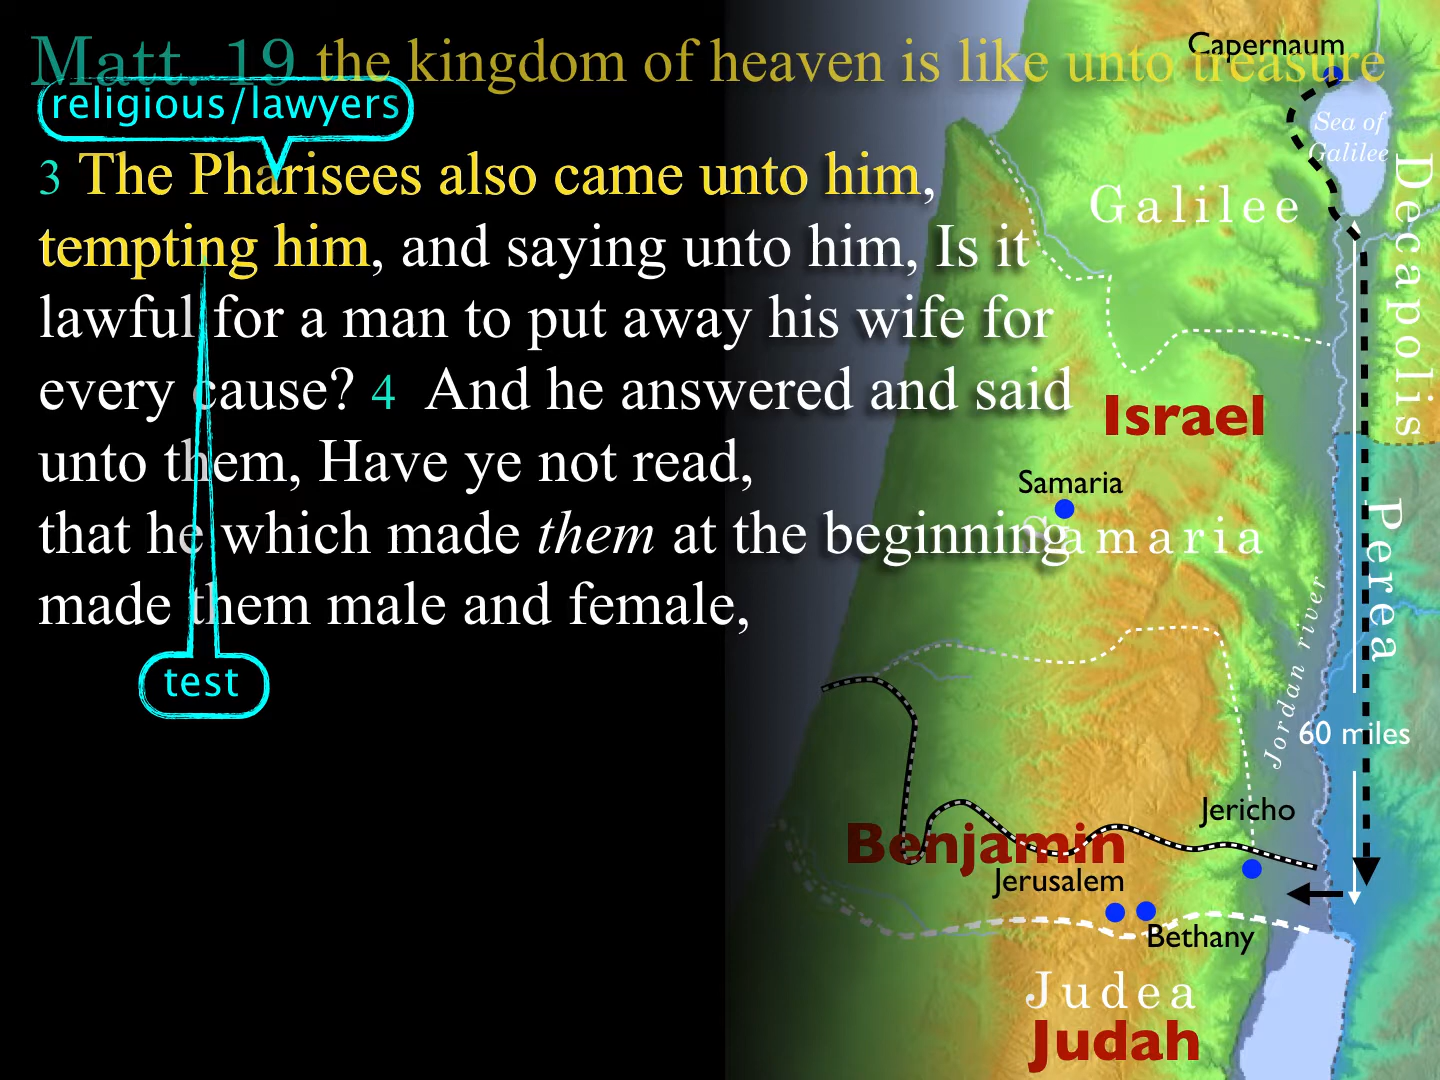 Matt. 19 the kingdom of heaven is like unto treasure
religious/lawyers
3 The Pharisees also came unto him,
tempting him, and saying unto him, Is it
lawful for a man to put away his wife for
every cause? 4 And he answered and said
unto them, Have ye not read,
that he which made them at the beginning
made them male and female,
test
Capernaum
Sea of
Galilee
Galilee
Decapolis
Israel
Samaria
Samaria
Perea
Jordan river
60 miles
Jericho
Benjamin
Jerusalem
Bethany
Judea
Judah